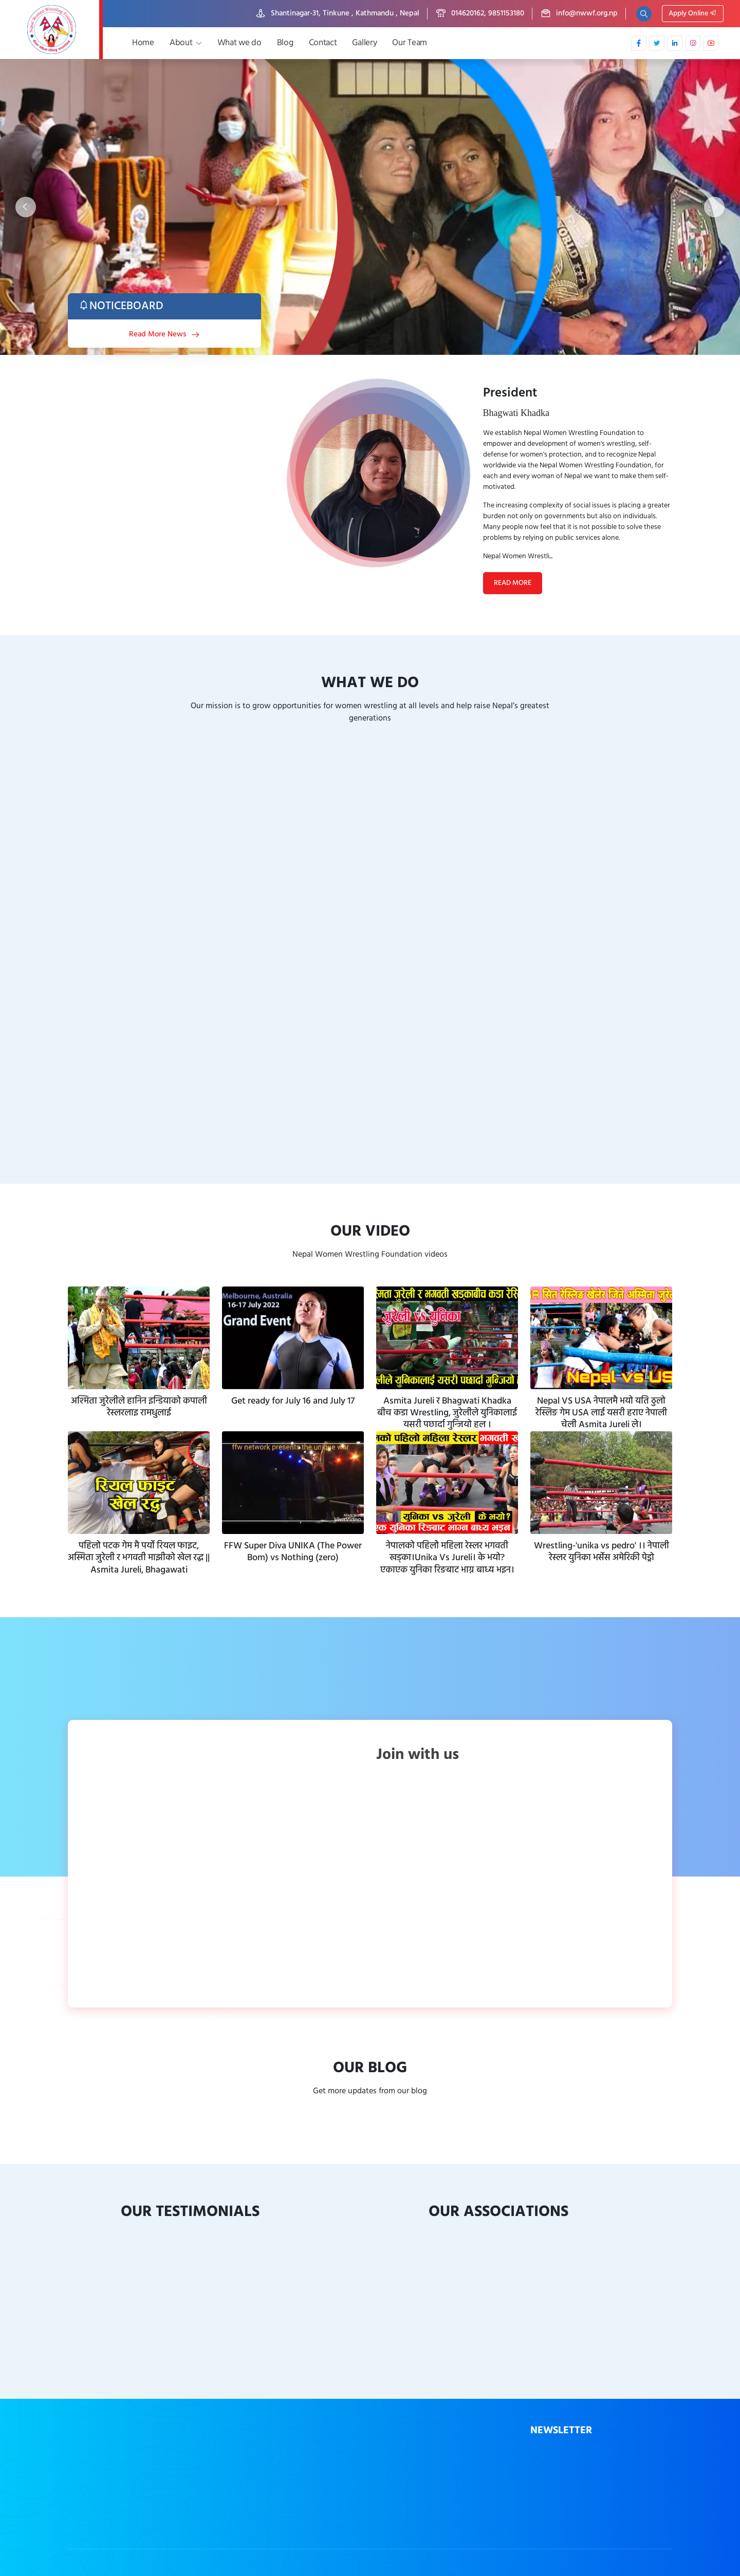 Shantinagar-31, Tinkune , Kathmandu , Nepal
014620162, 9851153180
info@nwwf.org.np
Apply Online
Home
About
What we do
Blog
Contact
Gallery
Our Team
NOTICEBOARD
Read More News
President
Bhagwati Khadka
We establish Nepal Women Wrestling Foundation to
empower and development of women's wrestling, self-
defense for women's protection, and to recognize Nepal
worldwide via the Nepal Women Wrestling Foundation, for
each and every woman of Nepal we want to make them self-
motivated.
The increasing complexity of social issues is placing a greater
burden not only on governments but also on individuals.
Many people now feel that it is not possible to solve these
problems by relying on public services alone.
Nepal Women Wrestli...
READ MORE
WHAT WE DO
Our mission is to grow opportunities for women wrestling at all levels and help raise Nepal's greatest
generations
OUR VIDEO
Nepal Women Wrestling Foundation videos
Melbourne, Australia
16-17 July 2022
Grand Event
जुरेली VS युनिका
Nepal vs US
अश्मिता जुरेलीले हानिन इन्डियाको कपाली
रेस्लरलाइ रामधुलाई
Get ready for July 16 and July 17
Asmita Jureli र Bhagwati Khadka
बीच कडा Wrestling, जुरेलीले युनिकालाई
यसरी पछार्दा गुन्जियो हल ।
Nepal VS USA नेपालमै भयो यति ठुलो
रेस्लिङ गेम USA लाई यसरी हराए नेपाली
चेली Asmita Jureli ले।
रियल फाइट
खेल रद्ध
ffw network presents the unique war
युनिका vs जुरेली के भयो?
पहिलो पटक गेम मै पर्यो रियल फाइट,
अस्मिता जुरेली र भगवती माझीको खेल रद्ध ||
Asmita Jureli, Bhagawati
FFW Super Diva UNIKA (The Power
Bom) vs Nothing (zero)
नेपालको पहिलो महिला रेस्लर भगवती
खड्का।Unika Vs Jureli। के भयो?
एकाएक युनिका रिङबाट भाग्न बाध्य भइन।
Wrestling-'unika vs pedro' ।। नेपाली
रेस्लर युनिका भर्सेस अमेरिकी पेड्रो
Join with us
OUR BLOG
Get more updates from our blog
OUR TESTIMONIALS
OUR ASSOCIATIONS
NEWSLETTER